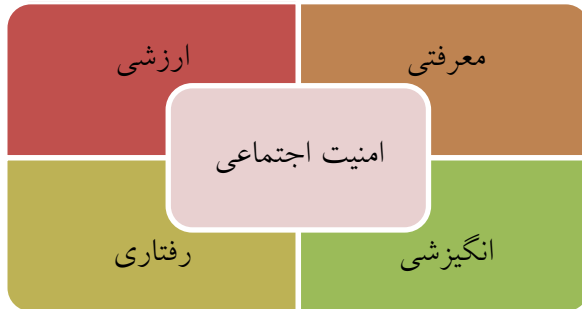 معرفتی
ارزشی
امنیت اجتماعی
انگیزشی
رفتاری